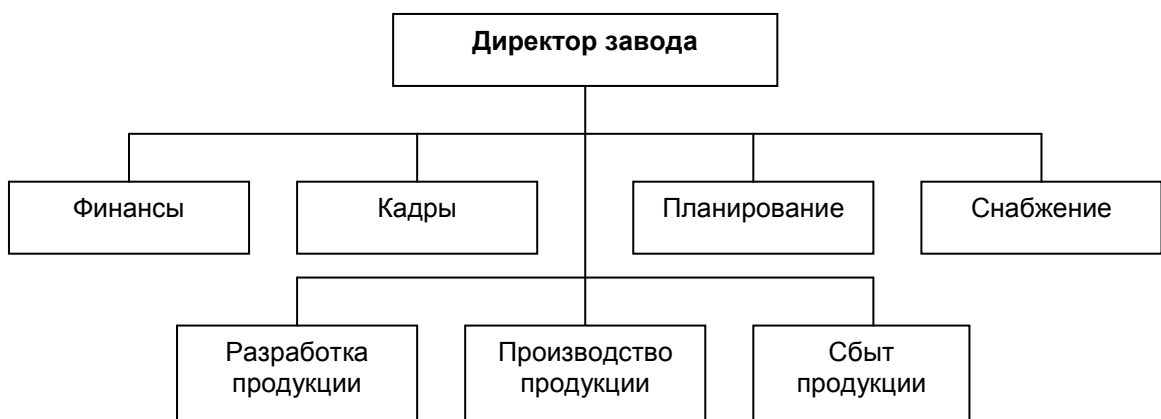 Директор завода
Финансы
Кадры
Планирование
Снабжение
Разработка
продукции
Производство
продукции
Сбыт
продукции